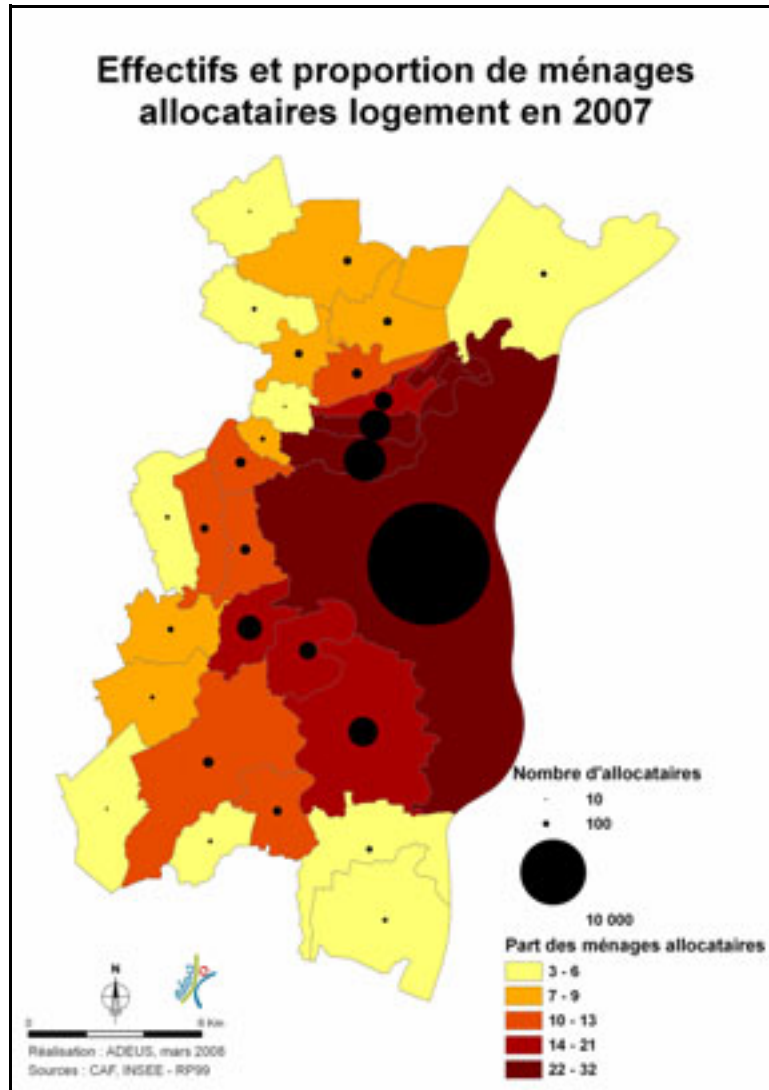 Effectifs et proportion de ménages
allocataires logement en 2007
Nombre d'allocataires
10
100
10 000
Part des ménages allocataires
3 - 6
7 - 9
10 - 13
14 - 21
22 - 32
N
0
6 Km
Réalisation : ADEUS, mars 2008
Sources : CAF, INSEE - RP99